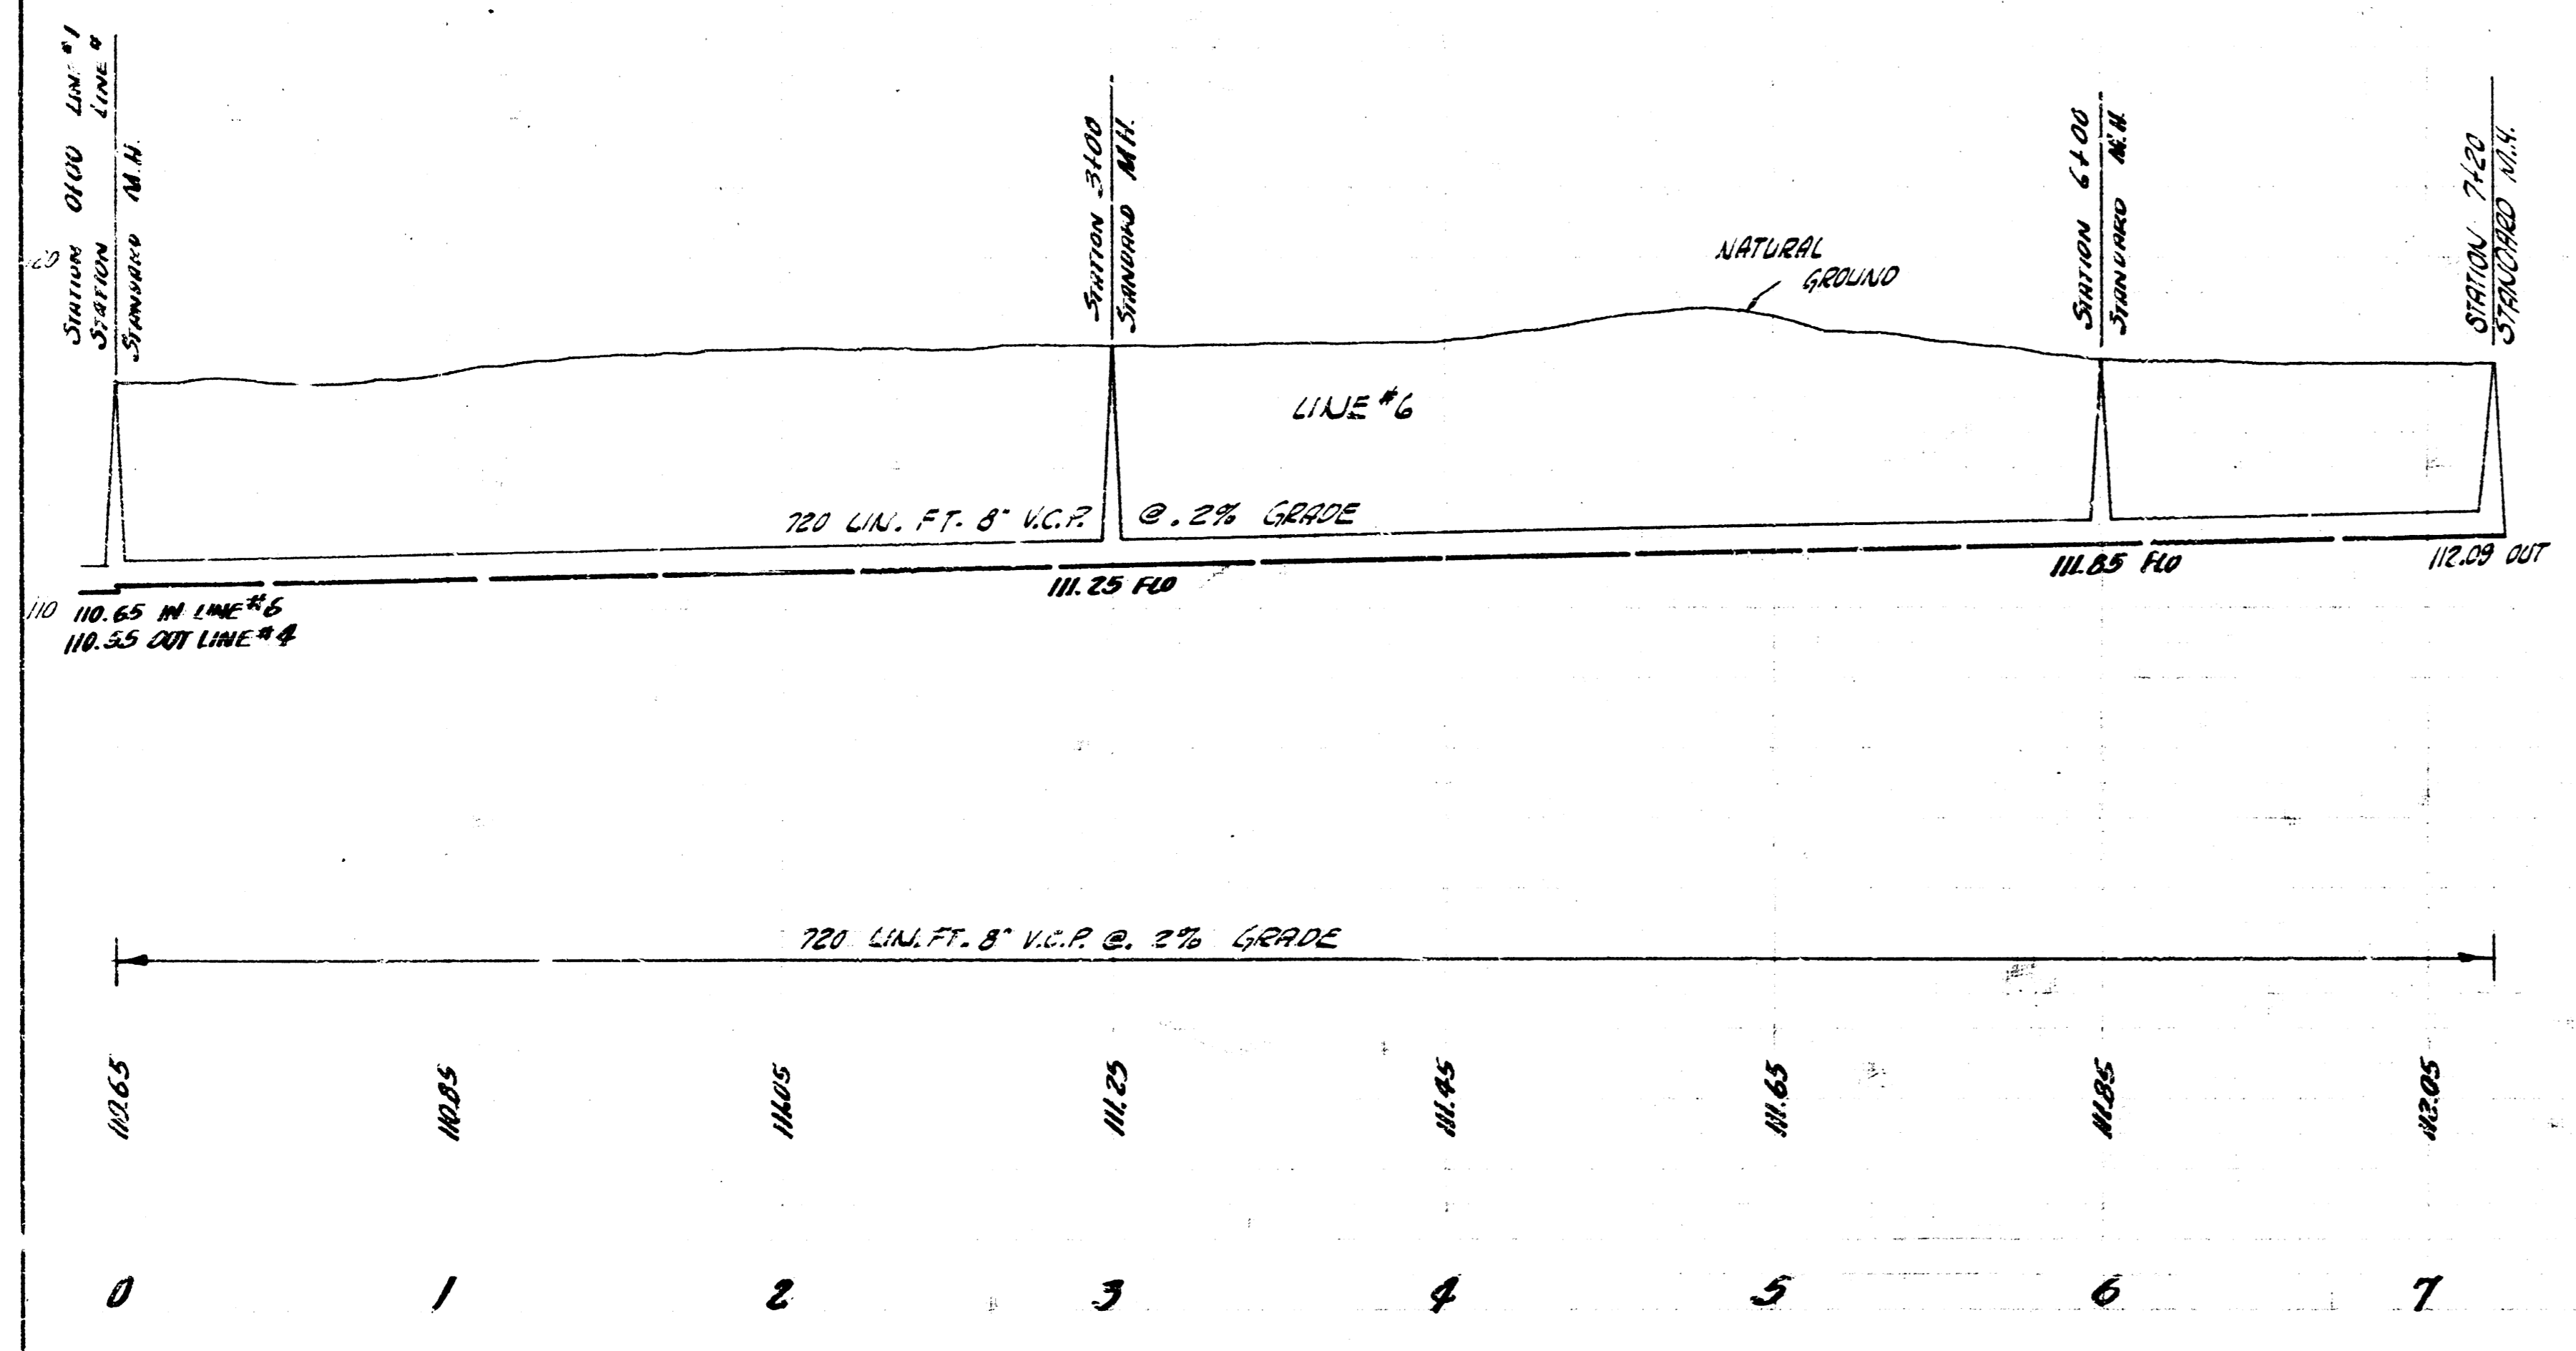 STATION 0+00 LINE #1
STATION LINE #
STANDARD M.H.
STATION 3+00
STANDARD M.H.
STATION 6+00
STANDARD M.H.
STATION 7+20
STANDARD M.H.
NATURAL
GROUND
LINE #6
720 LIN. FT. 8" V.C.P. @ .2% GRADE
110
110.65 IN LINE #6
110.55 OUT LINE #4
111.25 FLO
111.85 FLO
112.09 OUT
720 LIN. FT. 8" V.C.P. @ .2% GRADE
110.65 110.85 111.05 111.25 111.45 111.65 111.85 112.05
0 1 2 3 4 5 6 7